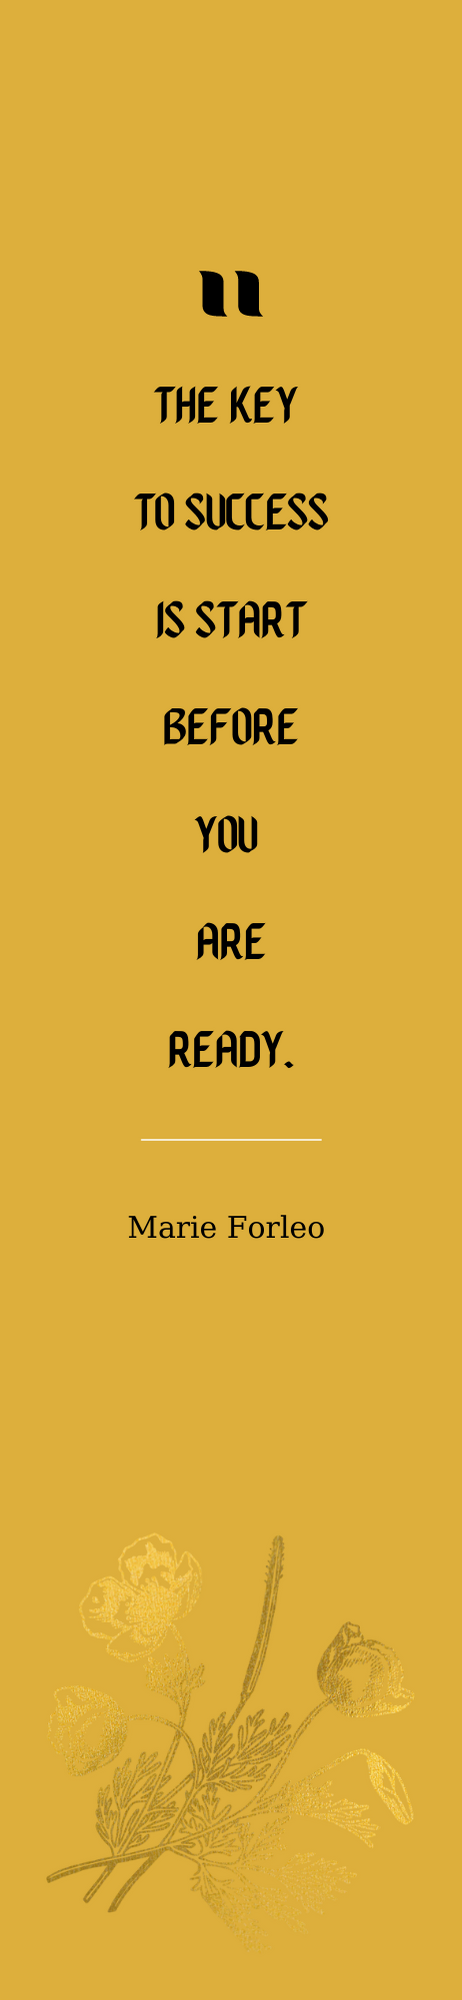 "
THE KEY
TO SUCCESS
IS START
BEFORE
YOU
ARE
READY.
Marie Forleo